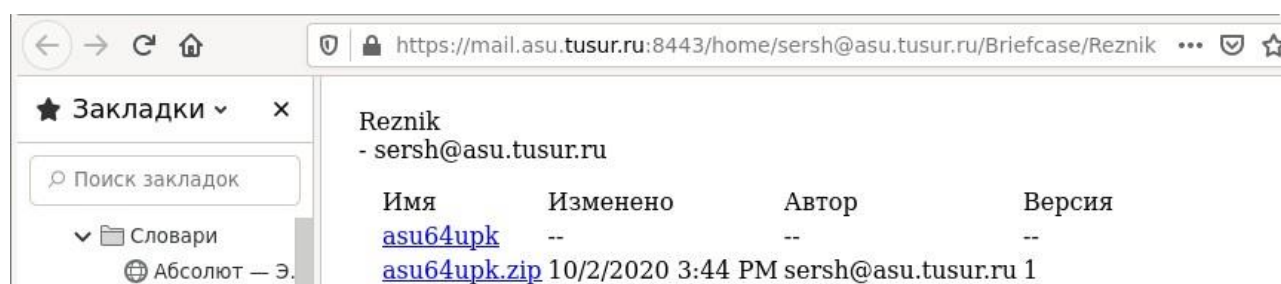 https://mail.asu.tusur.ru:8443/home/sersh@asu.tusur.ru/Briefcase/Reznik
Закладки
Поиск закладок
Словари
Абсолют — Э.
Reznik
- sersh@asu.tusur.ru
Имя Изменено Автор Версия
asu64upk -- -- --
asu64upk.zip 10/2/2020 3:44 PM sersh@asu.tusur.ru 1